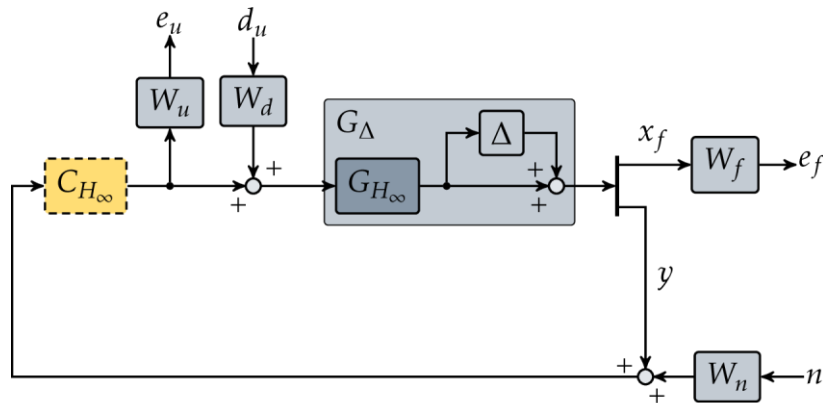 e_u
d_u
W_u
W_d
G_Δ
Δ
x_f
W_f
e_f
C_{H_∞}
+
+
G_{H_∞}
+
+
y
+
+
W_n
n